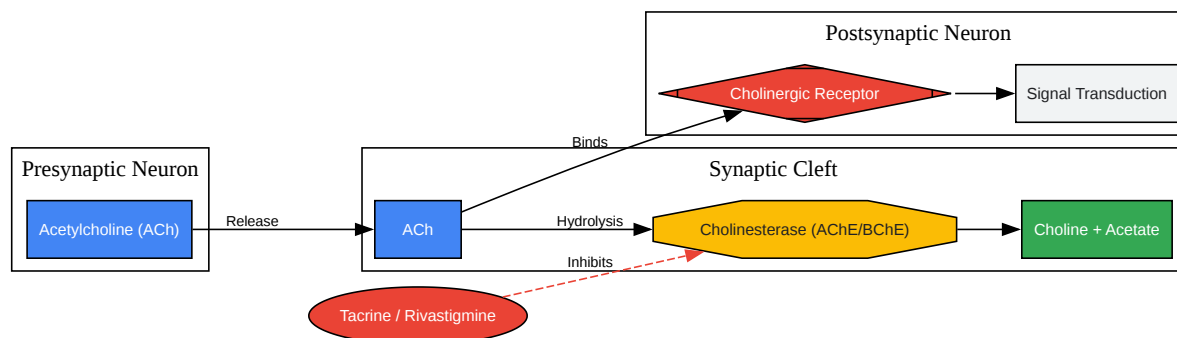 Postsynaptic Neuron
Cholinergic Receptor
Signal Transduction
Binds
Presynaptic Neuron
Synaptic Cleft
Acetylcholine (ACh)
Release
ACh
Hydrolysis
Cholinesterase (AChE/BChE)
Choline + Acetate
Inhibits
Tacrine / Rivastigmine